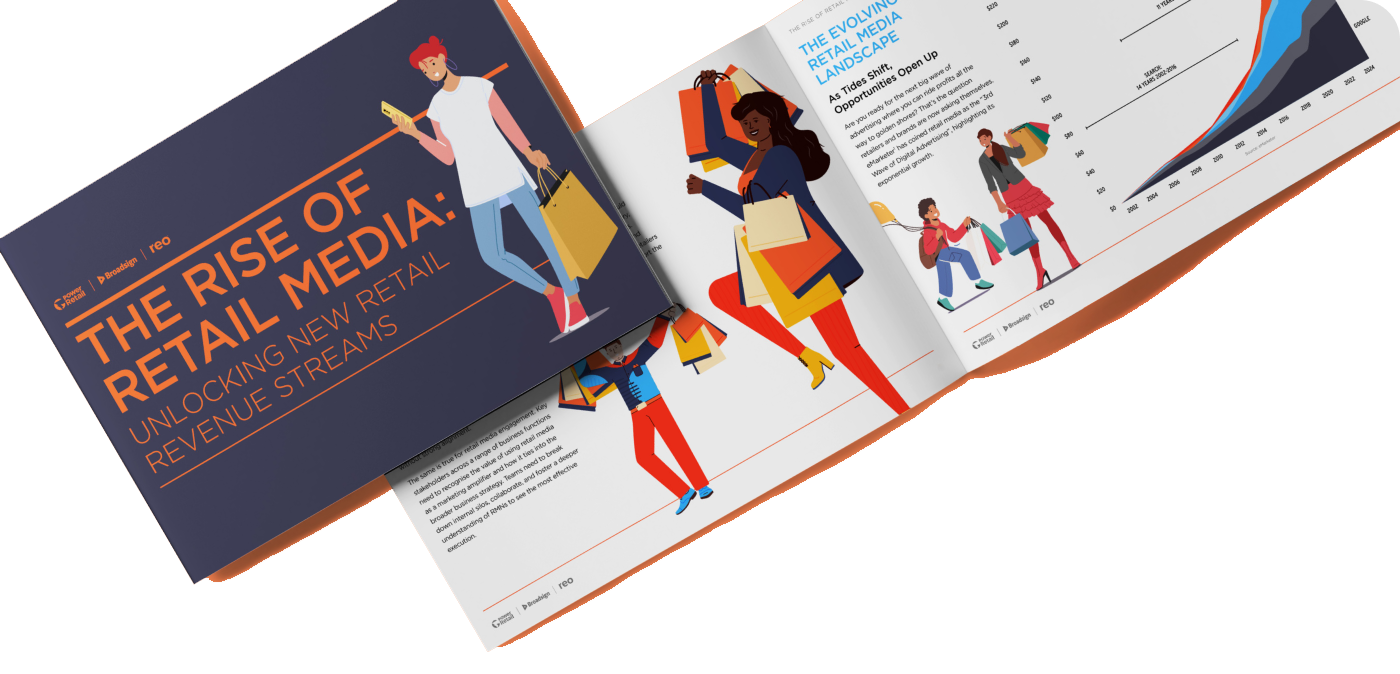 Power
Retail
Broadsign
reo
THE RISE OF
RETAIL MEDIA:
UNLOCKING NEW RETAIL
REVENUE STREAMS
The same is true for retail media engagement. Key
stakeholders across a range of business functions
need to recognise the value of using retail media
as a marketing amplifier and how it ties into the
broader business strategy. Teams need to break
down internal silos, collaborate, and foster a deeper
understanding of RMNs to see the most effective
execution.
Power
Retail
Broadsign
reo
THE RISE OF RETAIL
THE EVOLVING
RETAIL MEDIA
LANDSCAPE
As Tides Shift,
Opportunities Open Up
Are you ready for the next big wave of
advertising where you can ride profits all the
way to golden shores? That's the question
retailers and brands are now asking themselves.
eMarketer' has coined retail media as the "3rd
Wave of Digital Advertising", highlighting its
exponential growth.
Power
Retail
Broadsign
reo
$220
$200
$180
$160
$140
$120
$100
$80
$60
$40
$20
$0
11 YEARS
SEARCH:
14 YEARS 2002-2016
GOOGLE
2002
2004
2006
2008
2010
2012
2014
2016
2018
2020
2022
2024